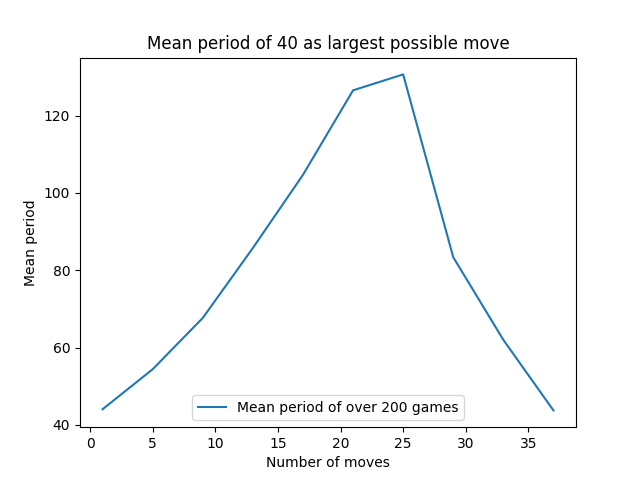 Mean period of 40 as largest possible move
Mean period
120
100
80
60
40
Mean period of over 200 games
0 5 10 15 20 25 30 35
Number of moves